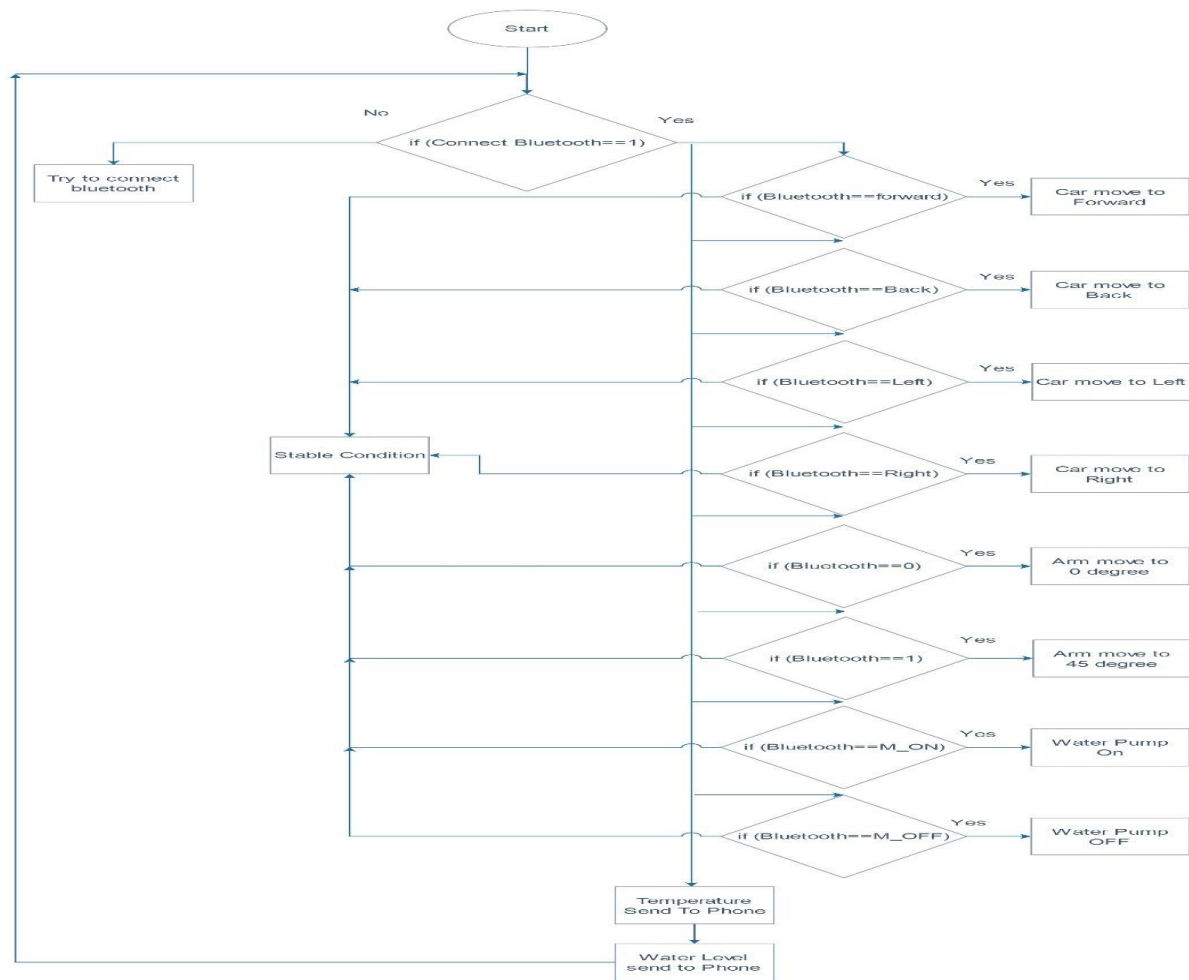 Start
No
Yes
if (Connect Bluetooth==1)
Try to connect
bluetooth
if (Bluetooth==forward)
Yes
Car move to
Forward
if (Bluetooth==Back)
Yes
Car move to
Back
if (Bluetooth==Left)
Yes
Car move to Left
Stable Condition
if (Bluetooth==Right)
Yes
Car move to
Right
if (Bluetooth==0)
Yes
Arm move to
0 degree
if (Bluetooth==1)
Yes
Arm move to
45 degree
if (Bluetooth==M_ON)
Yes
Water Pump
On
if (Bluetooth==M_OFF)
Yes
Water Pump
OFF
Temperature
Send To Phone
Water Level
send to Phone